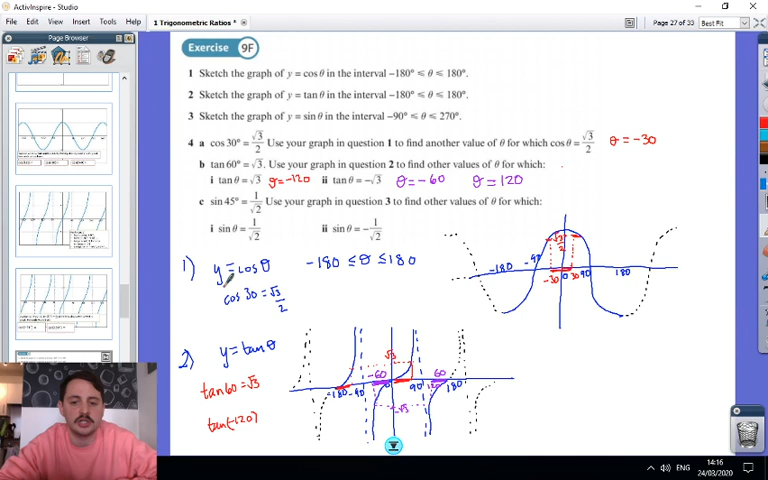 ActivInspire - Studio
File Edit View Insert Tools Help
1 Trigonometric Ratios *
Page 27 of 33
Best Fit
Page Browser
Exercise 9F
1 Sketch the graph of y = cos θ in the interval −180° ≤ θ ≤ 180°.
2 Sketch the graph of y = tan θ in the interval −180° ≤ θ ≤ 180°.
3 Sketch the graph of y = sin θ in the interval −90° ≤ θ ≤ 270°.
4 a cos 30° = √3/2 Use your graph in question 1 to find another value of θ for which cos θ = √3/2 θ = -30
b tan 60° = √3. Use your graph in question 2 to find other values of θ for which:
i tan θ = √3 θ = -120 ii tan θ = −√3 θ = -60 θ = 120
c sin 45° = 1/√2 Use your graph in question 3 to find other values of θ for which:
i sin θ = 1/√2 ii sin θ = −1/√2
1) y = cos θ -180 ≤ θ ≤ 180
cos 30 = √3/2
√3/2
-180 -90 -30 0 30 90 180
2) y = tan θ
tan 60 = √3
tan(-120)
√3
-60 60
-180 -90 0 90 180
-√3
ENG
14:16
24/03/2020